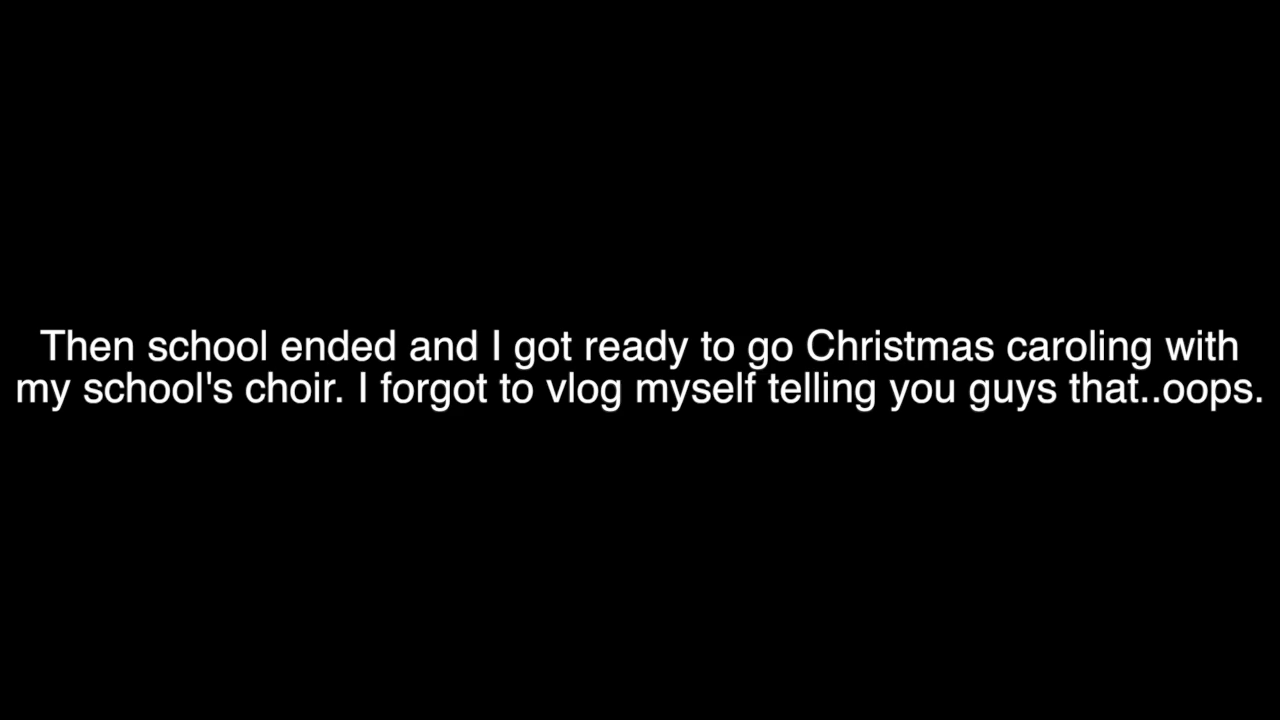 Then school ended and I got ready to go Christmas caroling with
my school's choir. I forgot to vlog myself telling you guys that..oops.